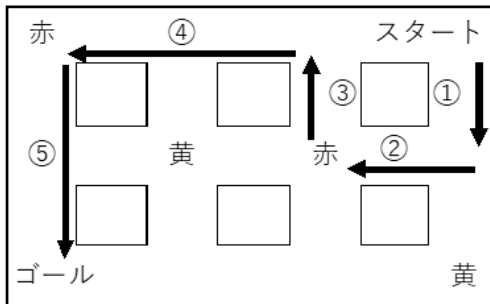 赤 ④ スタート
③ ①
⑤ 黄 赤 ②
ゴール 黄